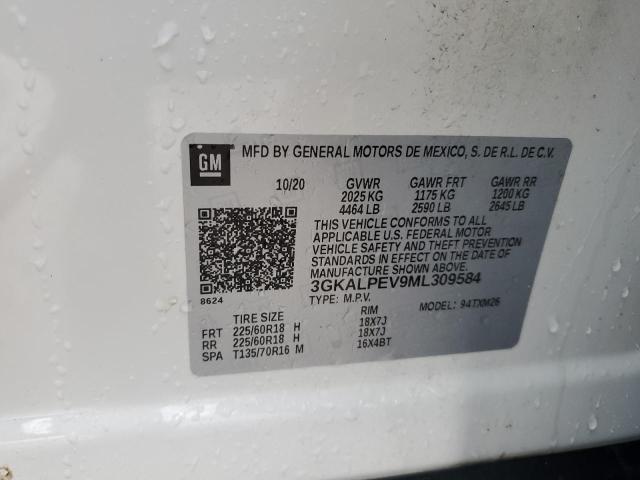 GM MFD BY GENERAL MOTORS DE MEXICO, S. DE R.L. DE C.V.
10/20 GVWR GAWR FRT GAWR RR
2025 KG 1175 KG 1200 KG
4464 LB 2590 LB 2645 LB
THIS VEHICLE CONFORMS TO ALL
APPLICABLE U.S. FEDERAL MOTOR
VEHICLE SAFETY AND THEFT PREVENTION
STANDARDS IN EFFECT ON THE DATE OF
MANUFACTURE SHOWN ABOVE.
3GKALPEV9ML309584
8624
TYPE: M.P.V. MODEL: 94TXM26
TIRE SIZE RIM
FRT 225/60R18 H 18X7J
RR 225/60R18 H 18X7J
SPA T135/70R16 M 16X4BT